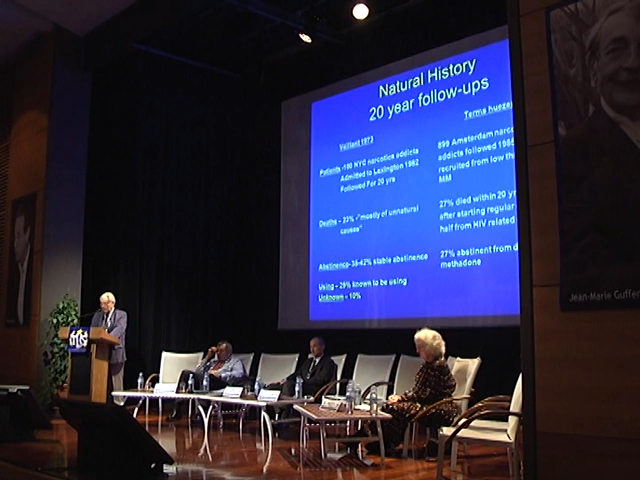 Natural History
20 year follow-ups
Vaillant 1973
Patients -100 NYC narcotics addicts
Admitted to Lexington 1952
Followed For 20 yrs
Deaths - 23% -"mostly of unnatural
causes"
Abstinence- 35-42% stable abstinence
Using - 25% known to be using
Unknown - 10%
Terms
899 Amsterdam narc
addicts followed
recruited from low th
MM
27% died within 20 y
after starting regular
half from HIV related
27% abstinent from
methadone
Jean-Marie Guffer